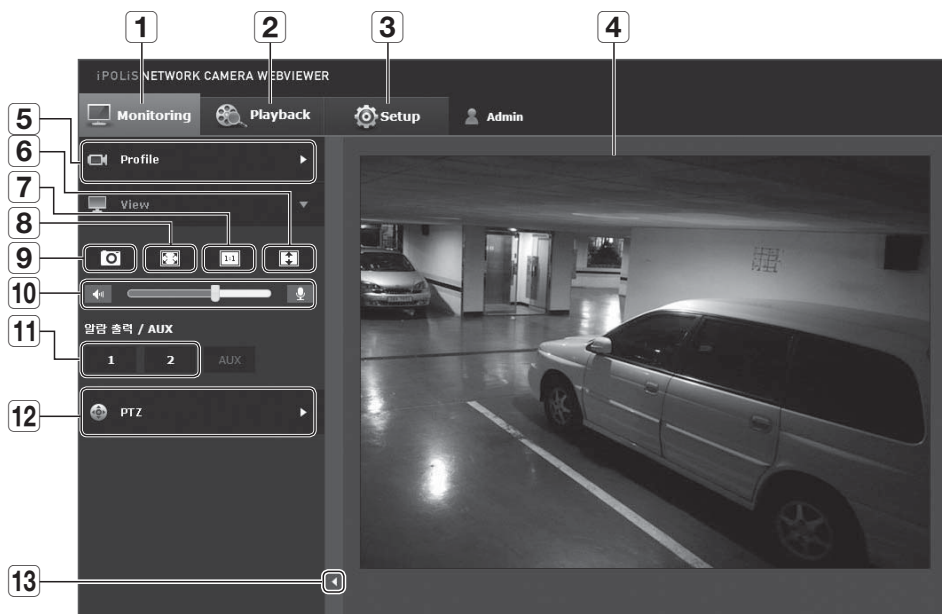 1 2 3 4
iPOLiS NETWORK CAMERA WEBVIEWER
Monitoring Playback Setup Admin
5 Profile
6
7 View
8
9 1:1
10
11 알람 출력 / AUX
1 2 AUX
12 PTZ
13